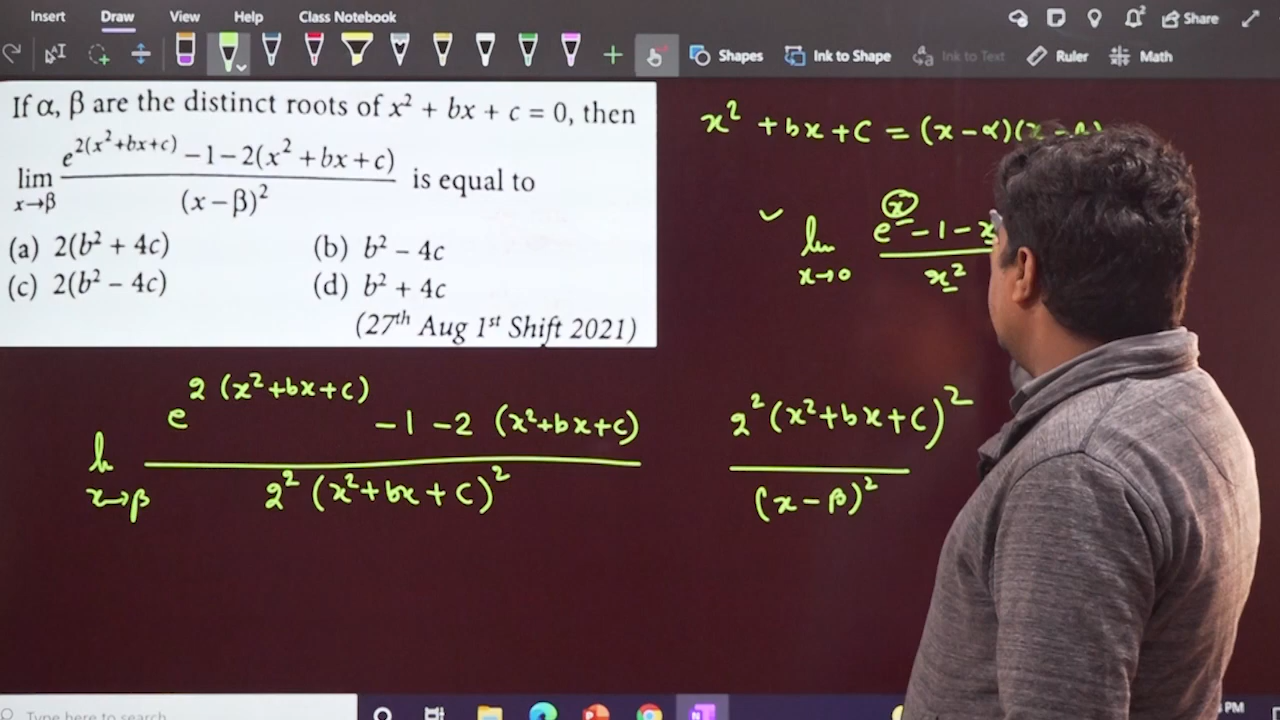 Insert Draw View Help Class Notebook
Share
Shapes Ink to Shape Ink to Text Ruler Math
If α, β are the distinct roots of x² + bx + c = 0, then
lim x→β (e^{2(x²+bx+c)} −1−2(x² +bx+c)) / (x−β)² is equal to
(a) 2(b² + 4c) (b) b² − 4c
(c) 2(b² − 4c) (d) b² + 4c
(27th Aug 1st Shift 2021)
x² + bx + c = (x−α)(x
lim x→0 e^x −1− x / x²
x→β e^{2(x²+bx+c)} −1 −2 (x²+bx+c) / 2² (x²+bx+c)²
2² (x²+bx+c)² / (x−β)²
Type here to search
PM